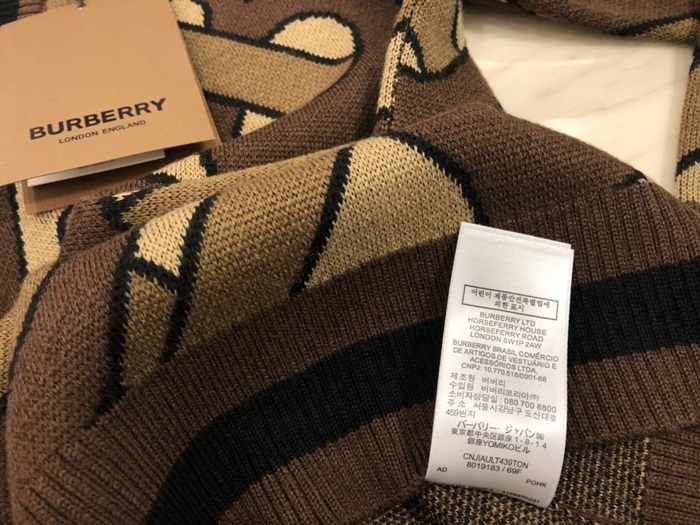 BURBERRY
LONDON ENGLAND
어린이 제품안전특별법에
의한 표시
BURBERRY LTD
HORSEFERRY HOUSE
HORSEFERRY ROAD
LONDON SW1P 2AW
BURBERRY BRASIL COMÉRCIO
DE ARTIGOS DE VESTUÁRIO E
ACESSÓRIOS LTDA.
CNPJ: 10.770.516/0001-68
제조원 버버리
수입원 버버리코리아㈜
소비자상담실: 080 700 8800
주 소 서울시강남구 도산대로
459번지
バーバリー・ジャパン㈱
東京都中央区銀座 1 - 8 - 1 4
銀座YOMIKOビル
CNJIAULT439TON
8019183 / 69F
AD POHK